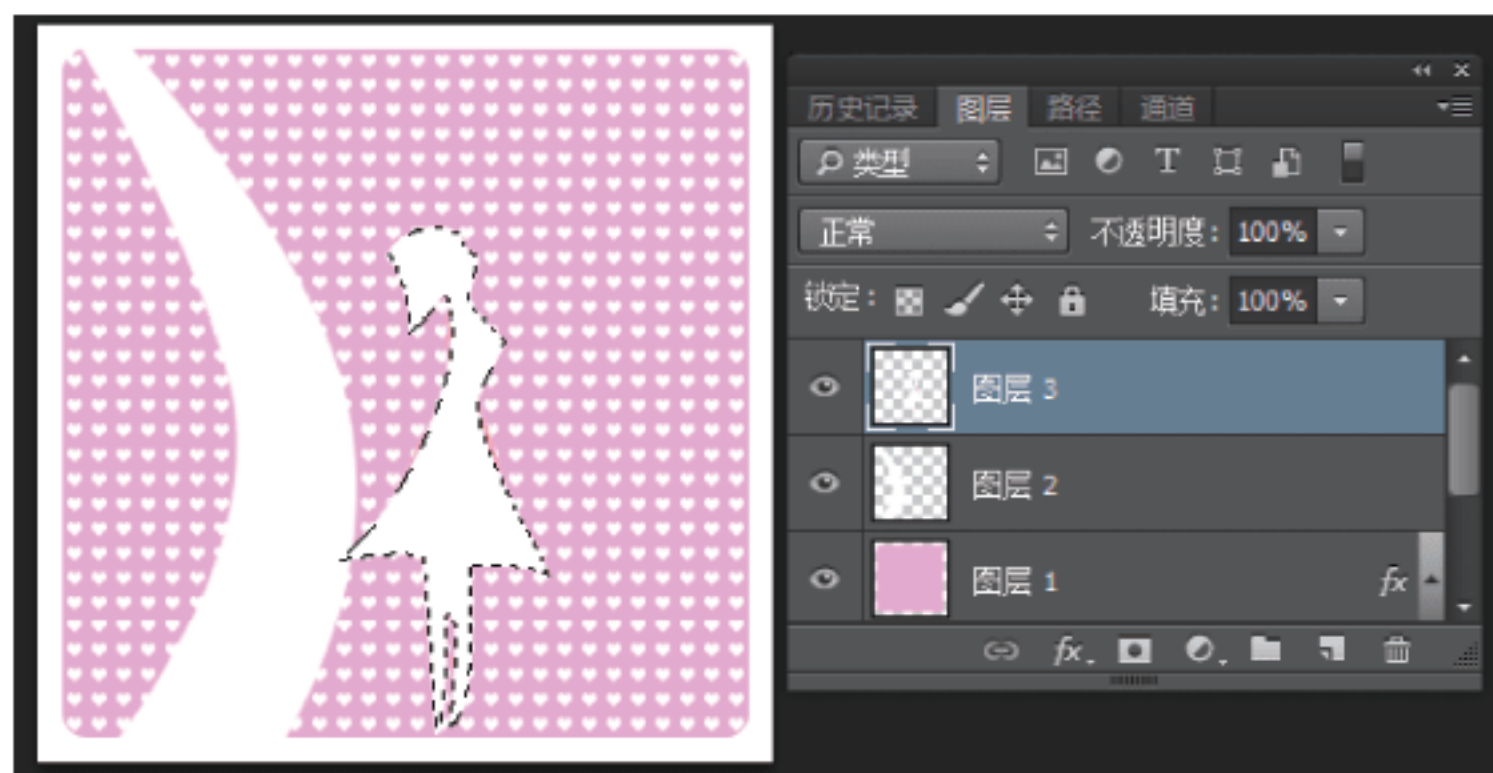 历史记录 图层 路径 通道
类型 T
正常 不透明度: 100%
锁定: 填充: 100%
图层 3
图层 2
图层 1 fx
fx.